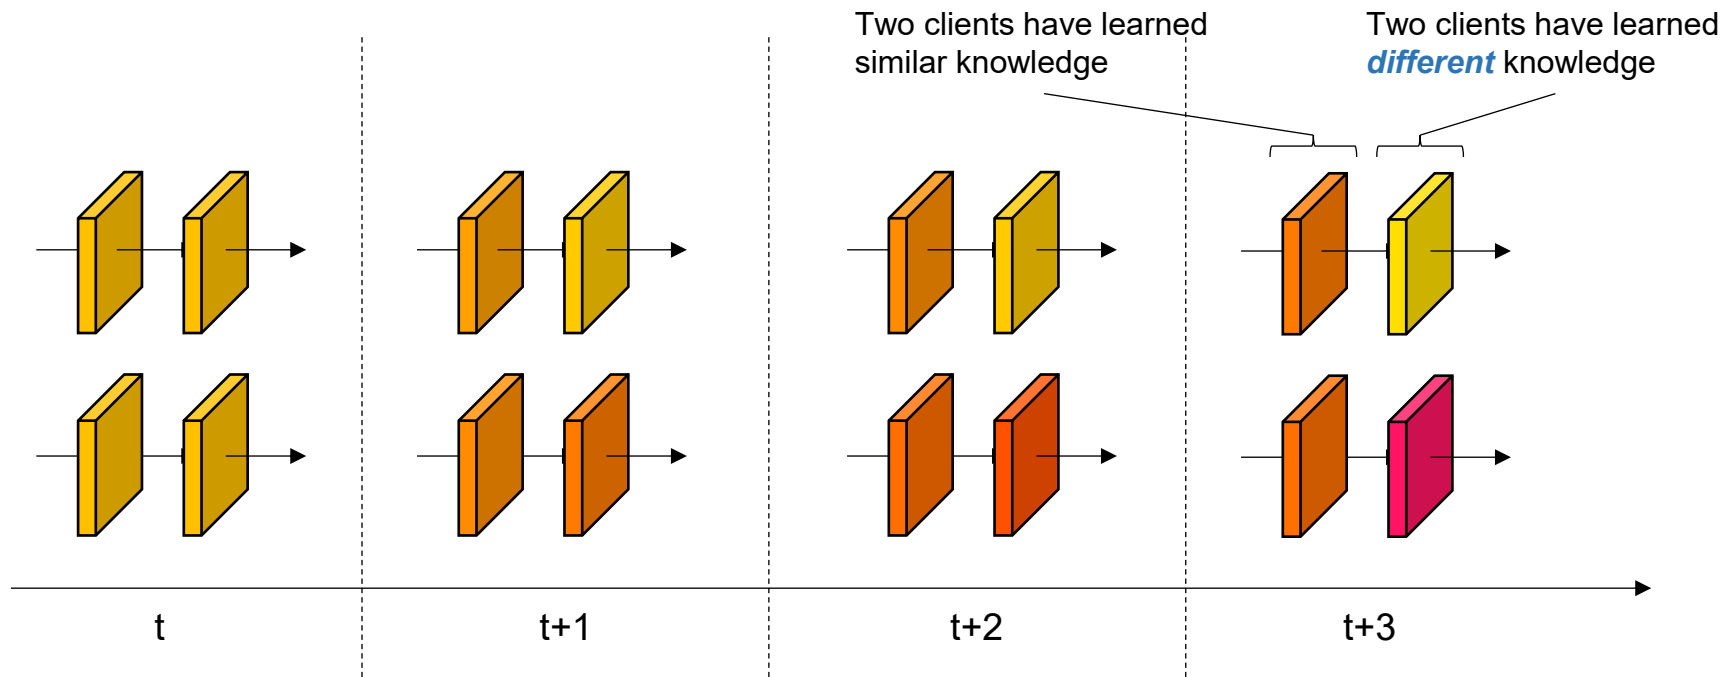 Two clients have learned
similar knowledge
Two clients have learned
different knowledge
t
t+1
t+2
t+3